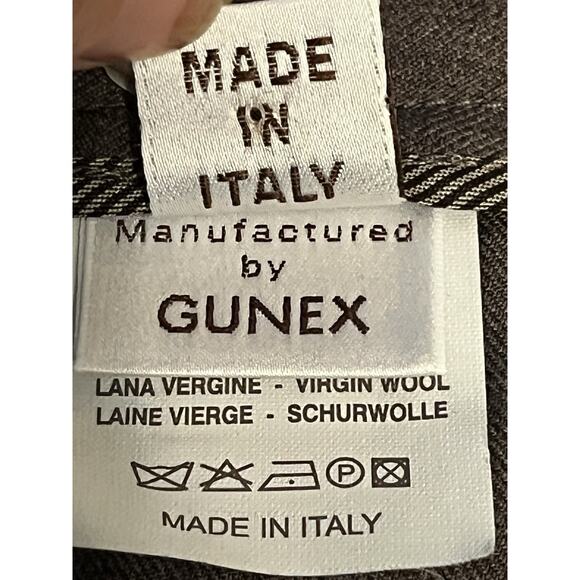 MADE
IN
ITALY
Manufactured
by
GUNEX
LANA VERGINE - VIRGIN WOOL
LAINE VIERGE - SCHURWOLLE
P
MADE IN ITALY